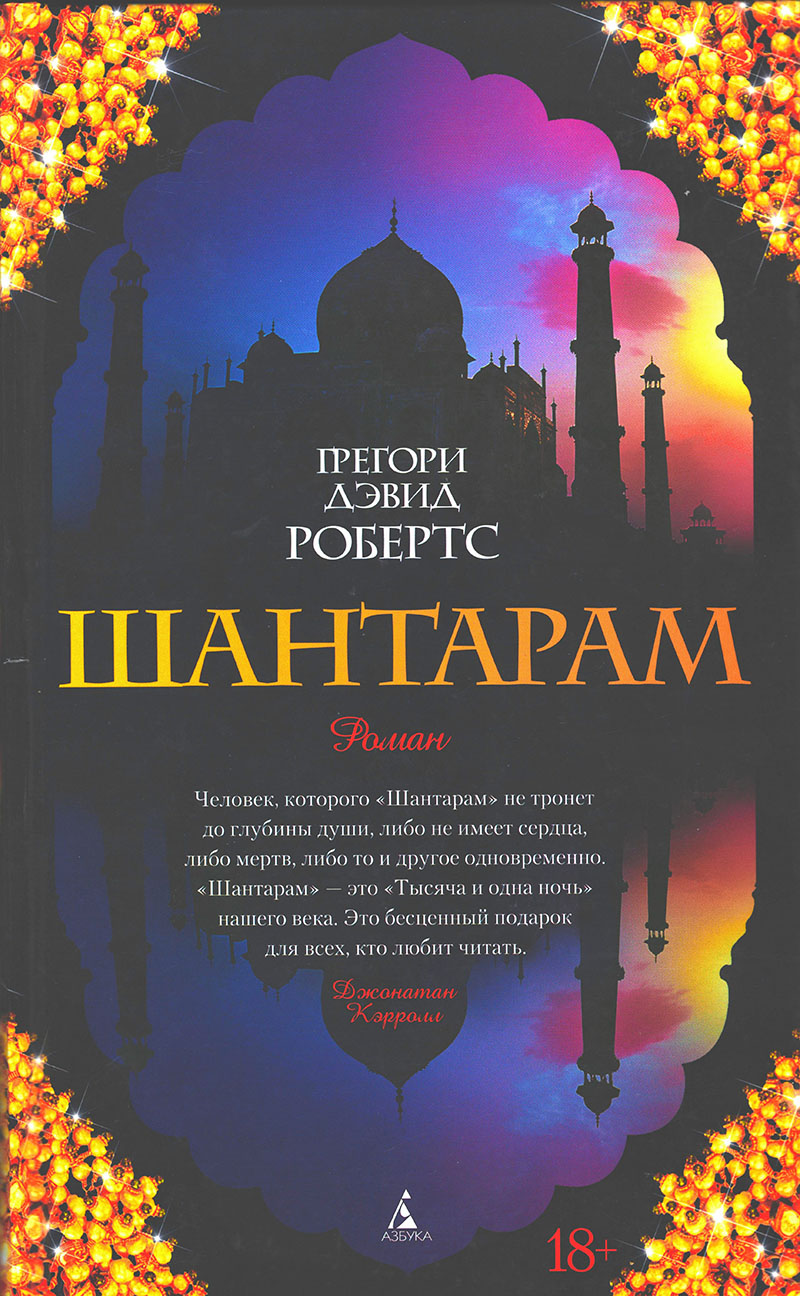 ГРЕГОРИ
ДЭВИД
РОБЕРТС
ШАНТАРАМ
Роман
Человек, которого «Шантарам» не тронет
до глубины души, либо не имеет сердца,
либо мертв, либо то и другое одновременно.
«Шантарам» — это «Тысяча и одна ночь»
нашего века. Это бесценный подарок
для всех, кто любит читать.
Джонатан
Кэрролл
АЗБУКА
18+